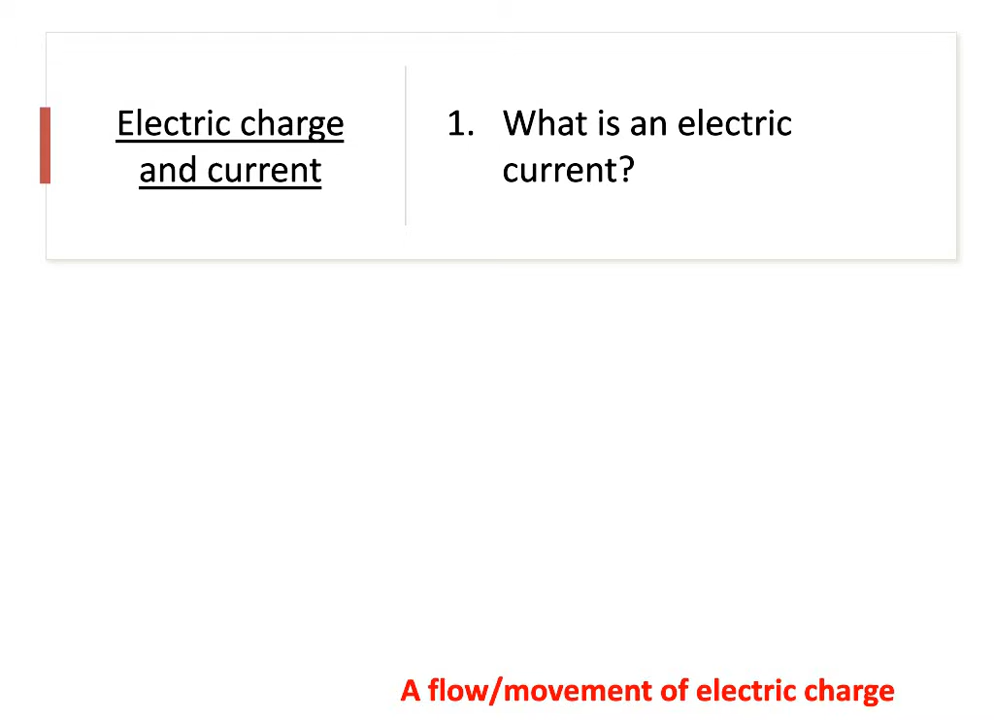 Electric charge
and current
1. What is an electric
current?
A flow/movement of electric charge